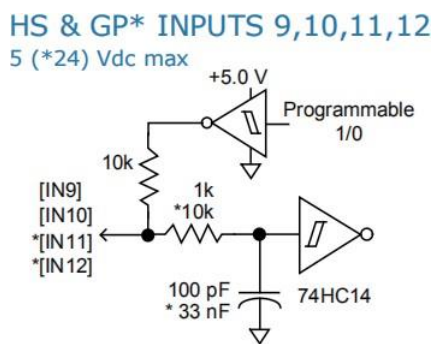 HS & GP* INPUTS 9,10,11,12
5 (*24) Vdc max
+5.0 V
Programmable
1/0
10k
1k
*10k
[IN9]
[IN10]
*[IN11]
*[IN12]
100 pF
* 33 nF
74HC14